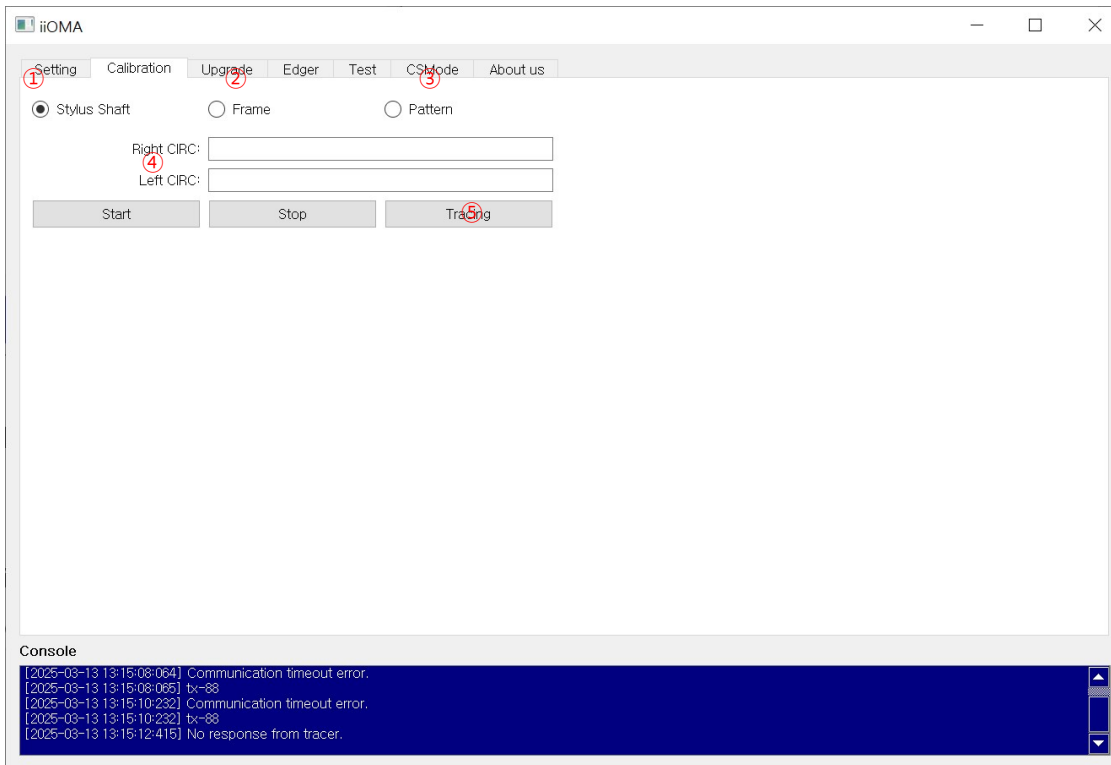 iiOMA
Setting Calibration Upgrade Edger Test CSMode About us
① ② ③
Stylus Shaft Frame Pattern
Right CIRC:
④
Left CIRC:
Start Stop Tracing
⑤
Console
[2025-03-13 13:15:08:064] Communication timeout error.
[2025-03-13 13:15:08:065] tx-88
[2025-03-13 13:15:10:232] Communication timeout error.
[2025-03-13 13:15:10:232] tx-88
[2025-03-13 13:15:12:415] No response from tracer.